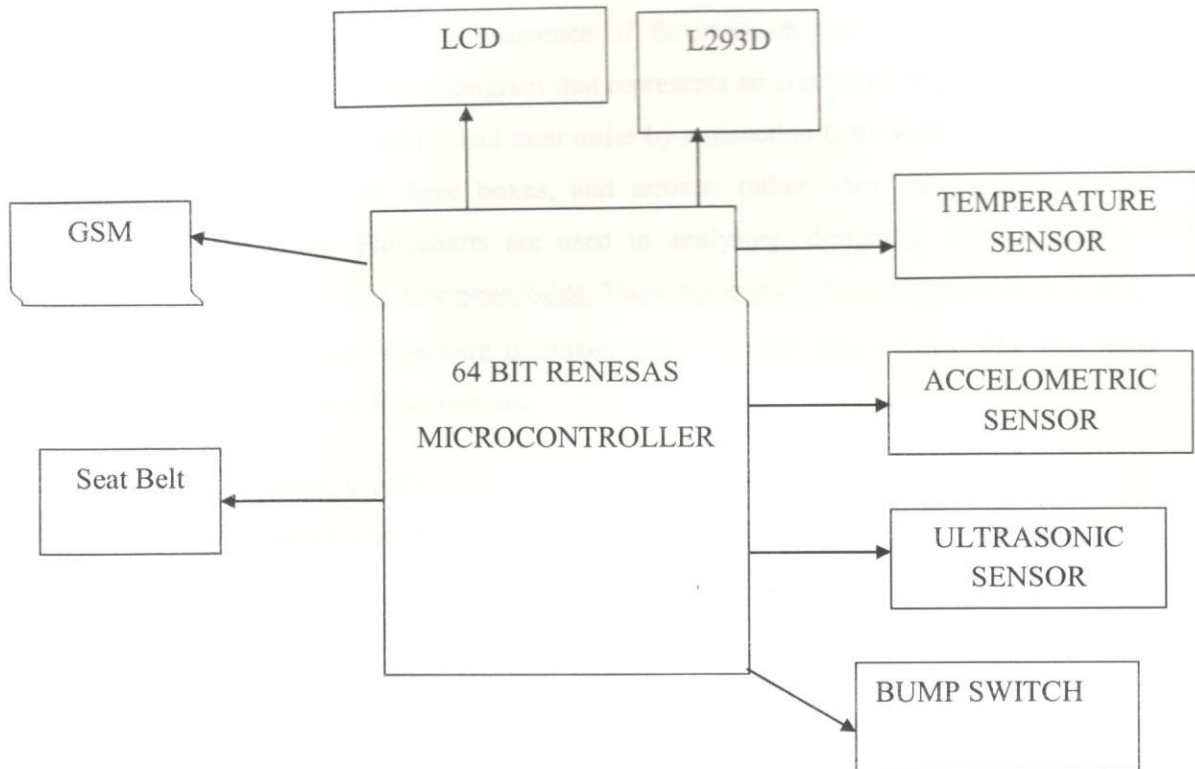 LCD
L293D
GSM
TEMPERATURE
SENSOR
64 BIT RENESAS
MICROCONTROLLER
ACCELOMETRIC
SENSOR
Seat Belt
ULTRASONIC
SENSOR
BUMP SWITCH